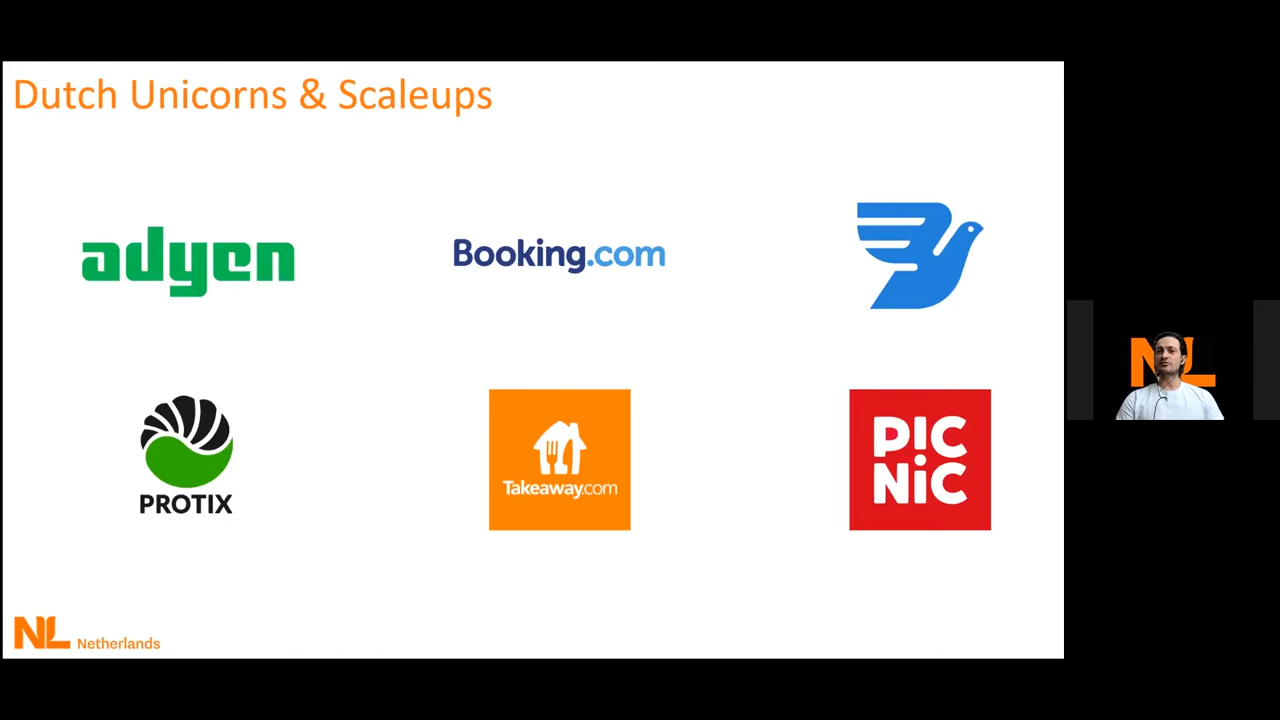 Dutch Unicorns & Scaleups
adyen
Booking.com
PROTIX
Takeaway.com
PIC
NiC
NL Netherlands
NL